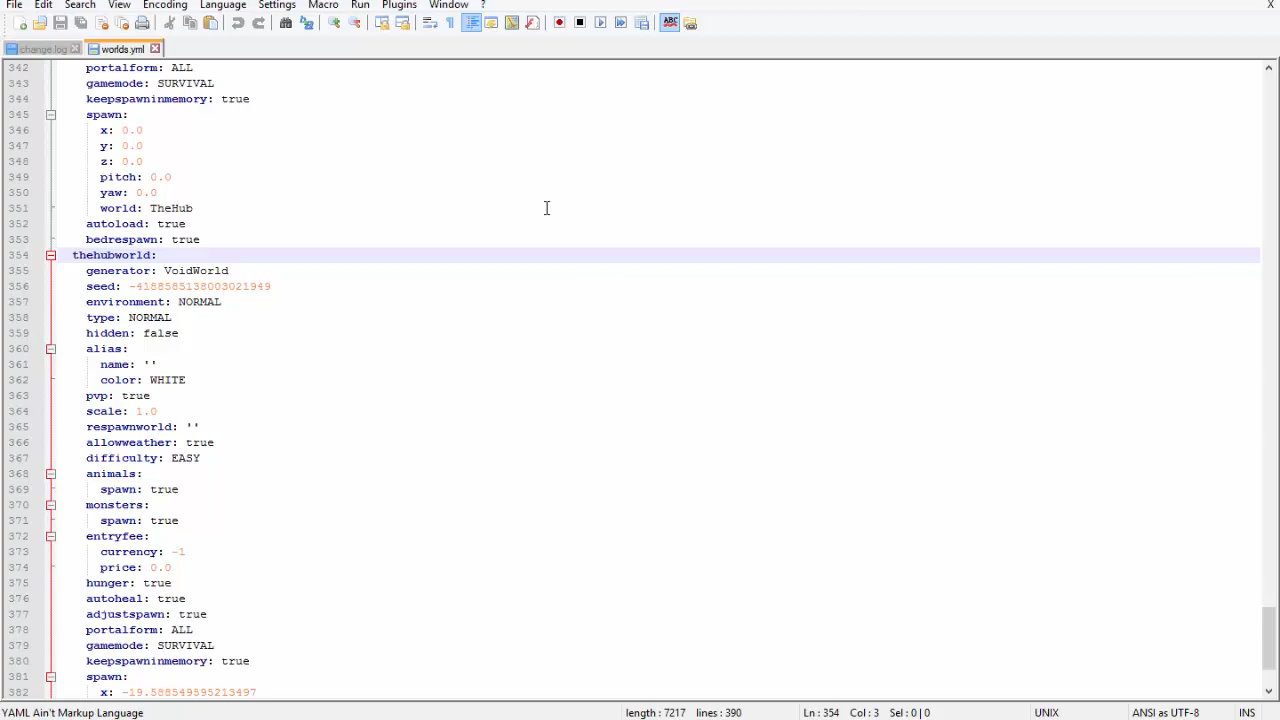 File Edit Search View Encoding Language Settings Macro Run Plugins Window ? X
change.log worlds.yml
342 portalform: ALL
343 gamemode: SURVIVAL
344 keepspawninmemory: true
345 spawn:
346 x: 0.0
347 y: 0.0
348 z: 0.0
349 pitch: 0.0
350 yaw: 0.0
351 world: TheHub
352 autoload: true
353 bedrespawn: true
354 thehubworld:
355 generator: VoidWorld
356 seed: -4188585138003021949
357 environment: NORMAL
358 type: NORMAL
359 hidden: false
360 alias:
361 name: ''
362 color: WHITE
363 pvp: true
364 scale: 1.0
365 respawnworld: ''
366 allowweather: true
367 difficulty: EASY
368 animals:
369 spawn: true
370 monsters:
371 spawn: true
372 entryfee:
373 currency: -1
374 price: 0.0
375 hunger: true
376 autoheal: true
377 adjustspawn: true
378 portalform: ALL
379 gamemode: SURVIVAL
380 keepspawninmemory: true
381 spawn:
382 x: -19.588549595213497
YAML Ain't Markup Language length : 7217 lines : 390 Ln : 354 Col : 3 Sel : 0 | 0 UNIX ANSI as UTF-8 INS